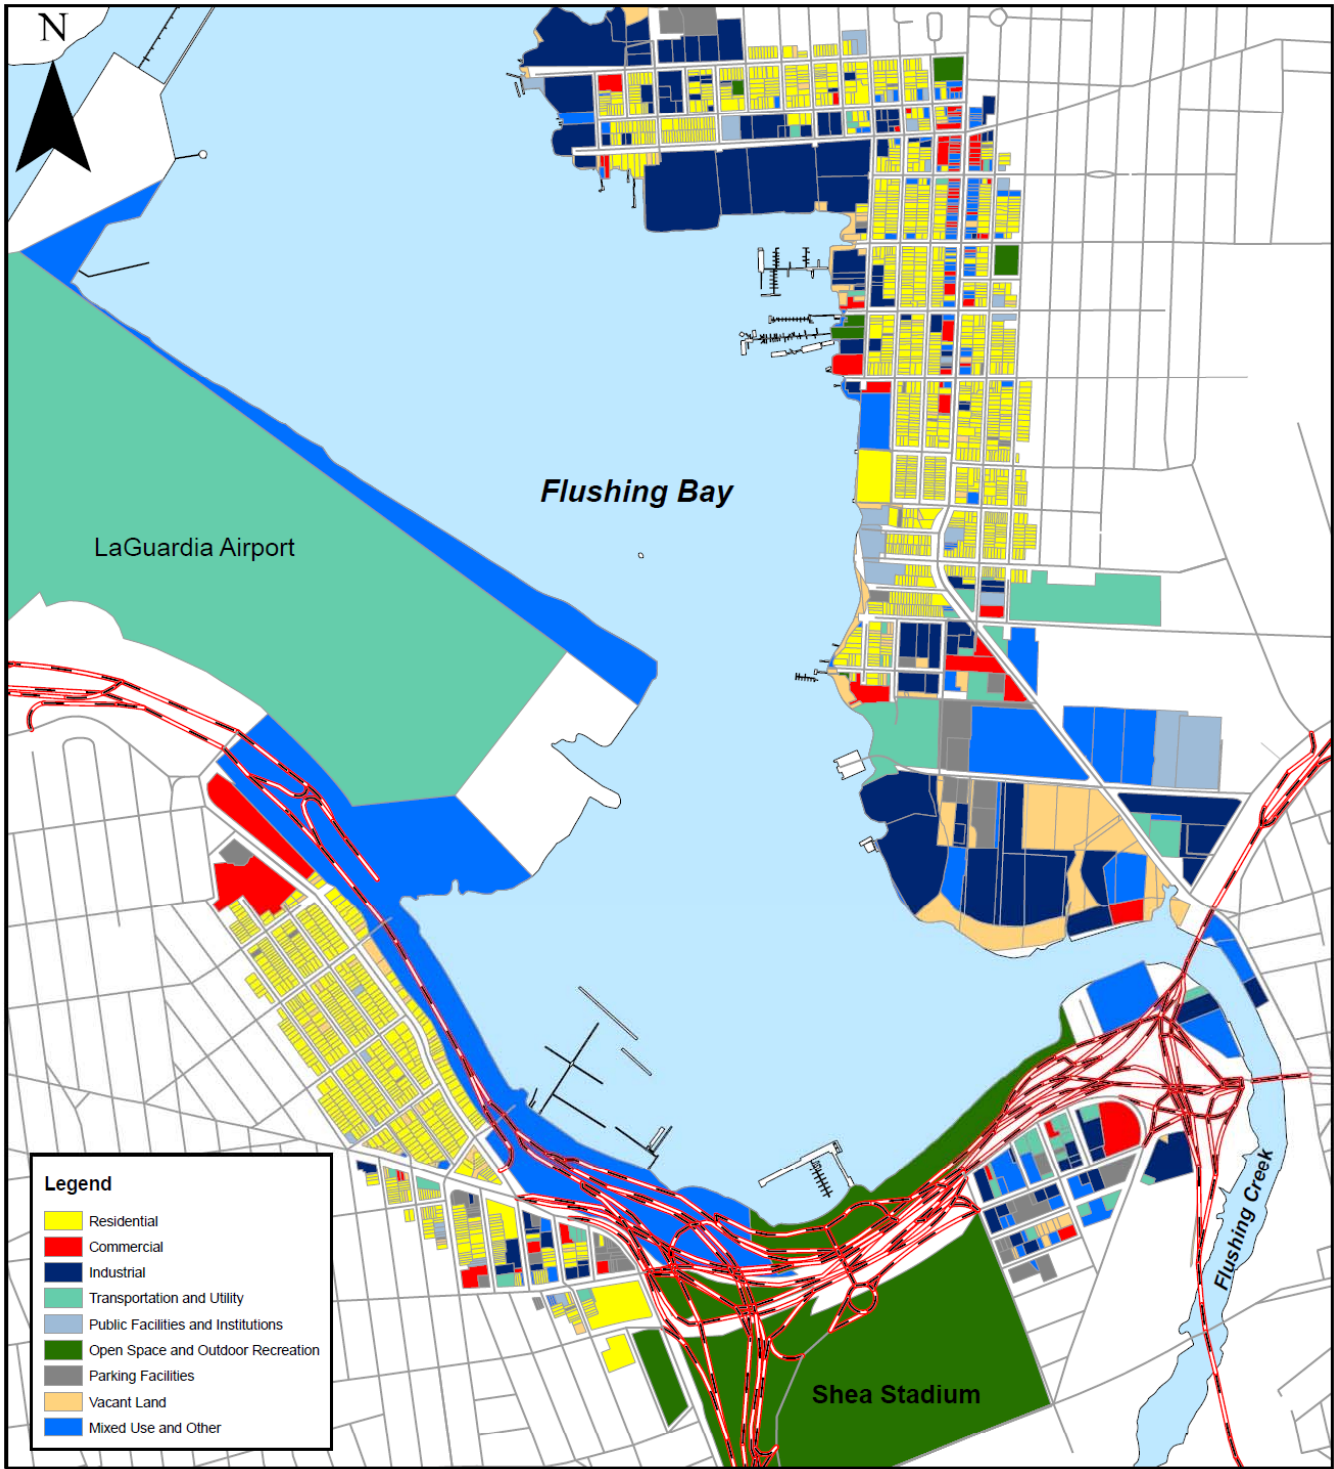 N
Flushing Bay
LaGuardia Airport
Flushing Creek
Shea Stadium
Legend
Residential
Commercial
Industrial
Transportation and Utility
Public Facilities and Institutions
Open Space and Outdoor Recreation
Parking Facilities
Vacant Land
Mixed Use and Other